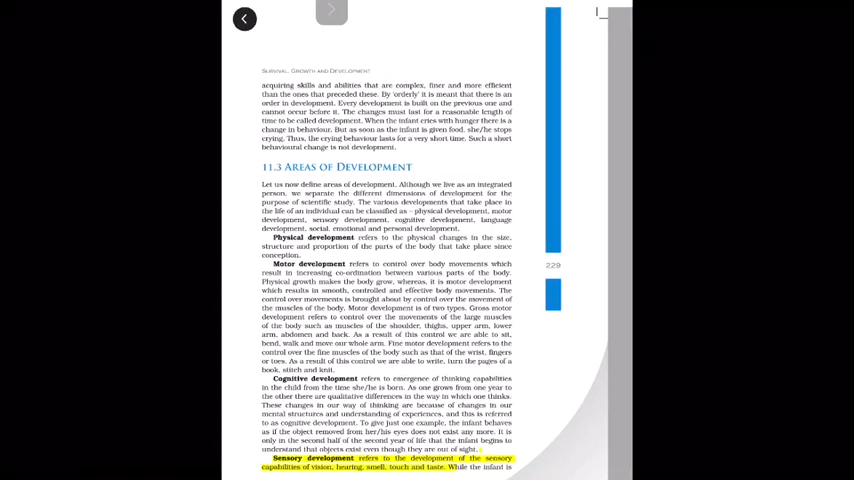 SURVIVAL, GROWTH AND DEVELOPMENT
acquiring skills and abilities that are complex, finer and more efficient
than the ones that preceded these. By 'orderly' it is meant that there is an
order in development. Every development is built on the previous one and
cannot occur before it. The changes must last for a reasonable length of
time to be called development. When the infant cries with hunger there is a
change in behaviour. But as soon as the infant is given food, she/he stops
crying. Thus, the crying behaviour lasts for a very short time. Such a short
behavioural change is not development.
11.3 AREAS OF DEVELOPMENT
Let us now define areas of development. Although we live as an integrated
person, we separate the different dimensions of development for the
purpose of scientific study. The various developments that take place in
the life of an individual can be classified as – physical development, motor
development, sensory development, cognitive development, language
development, social, emotional and personal development.
Physical development refers to the physical changes in the size,
structure and proportion of the parts of the body that take place since
conception.
Motor development refers to control over body movements which
result in increasing co-ordination between various parts of the body.
Physical growth makes the body grow, whereas, it is motor development
which results in smooth, controlled and effective body movements. The
control over movements is brought about by control over the movement of
the muscles of the body. Motor development is of two types. Gross motor
development refers to control over the movements of the large muscles
of the body such as muscles of the shoulder, thighs, upper arm, lower
arm, abdomen and back. As a result of this control we are able to sit,
bend, walk and move our whole arm. Fine motor development refers to the
control over the fine muscles of the body such as that of the wrist, fingers
or toes. As a result of this control we are able to write, turn the pages of a
book, stitch and knit.
Cognitive development refers to emergence of thinking capabilities
in the child from the time she/he is born. As one grows from one year to
the other there are qualitative differences in the way in which one thinks.
These changes in our way of thinking are because of changes in our
mental structures and understanding of experiences, and this is referred
to as cognitive development. To give just one example, the infant behaves
as if the object removed from her/his eyes does not exist any more. It is
only in the second half of the second year of life that the infant begins to
understand that objects exist even though they are out of sight.
Sensory development refers to the development of the sensory
capabilities of vision, hearing, smell, touch and taste. While the infant is
229